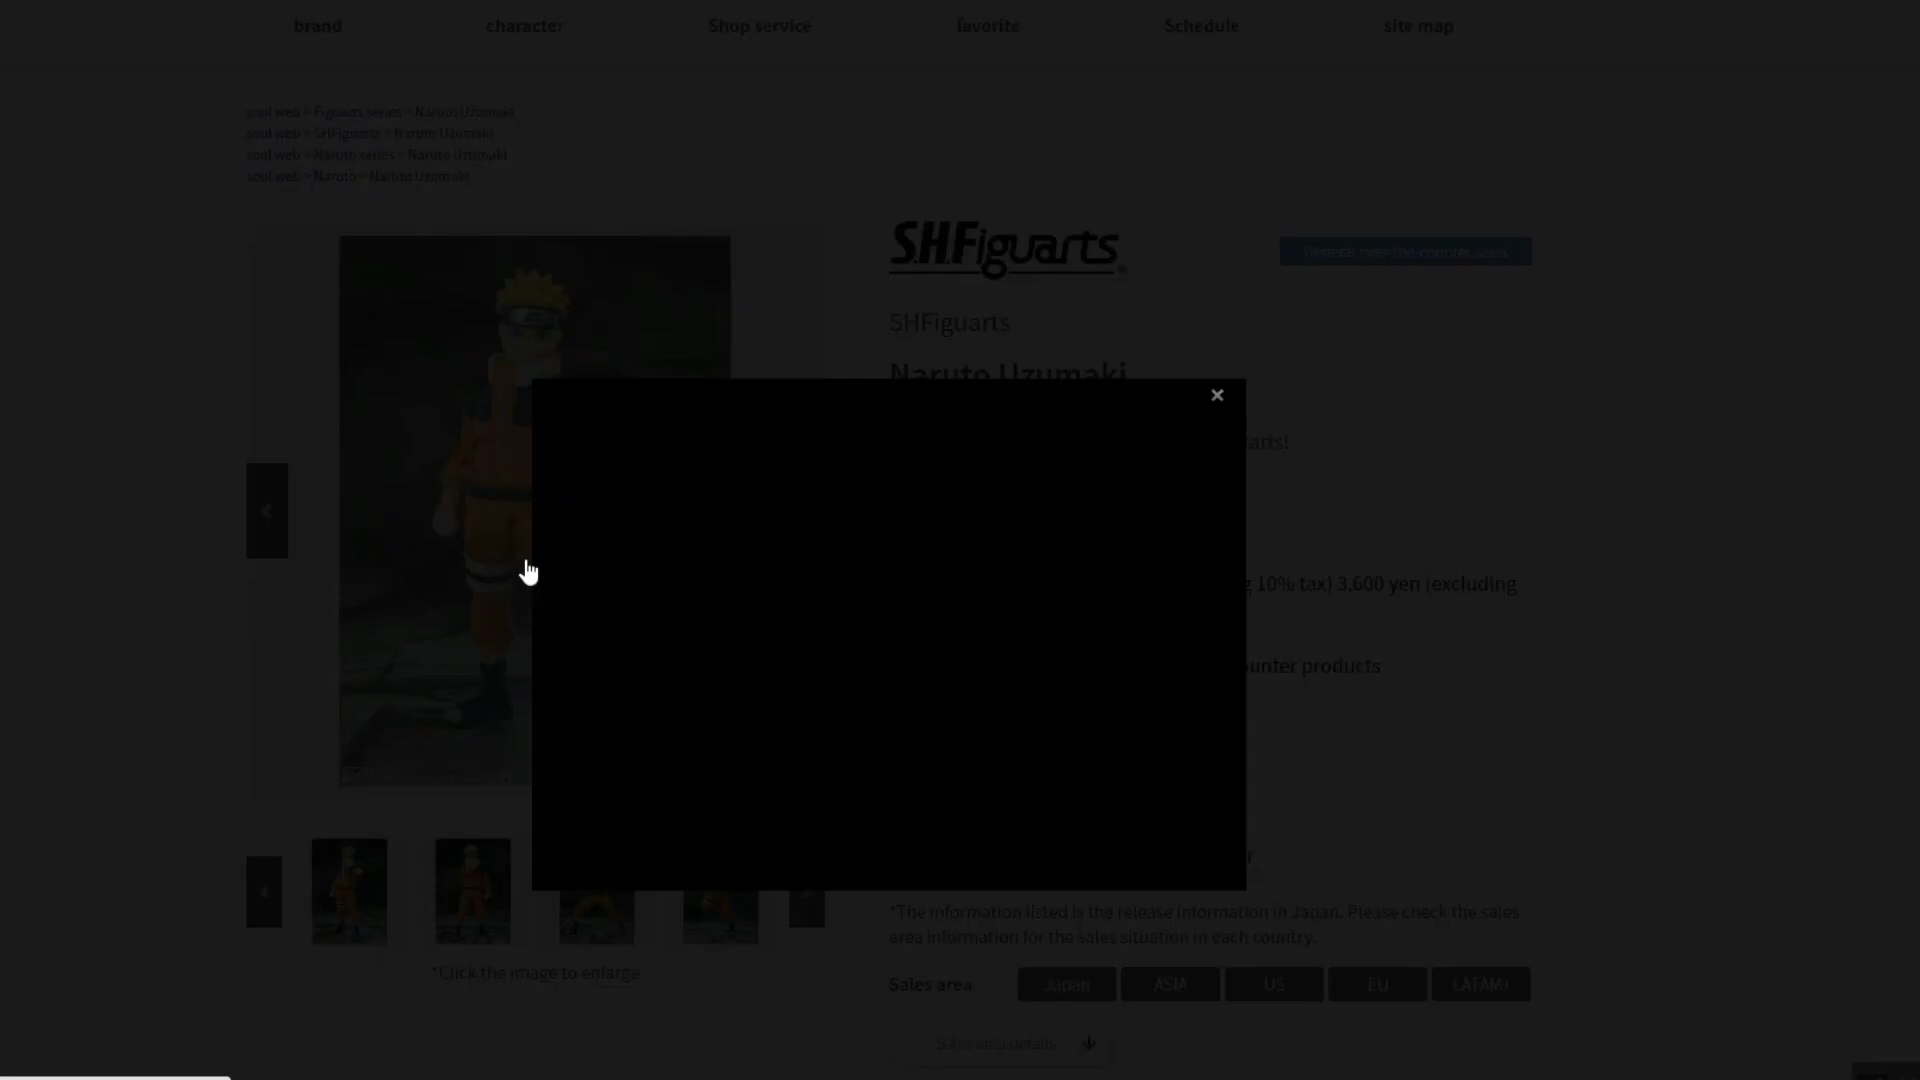 brand character Shop service favorite Schedule site map
soul web > Figuarts series > Naruto Uzumaki
soul web > SHFiguarts > Naruto Uzumaki
soul web > Naruto series > Naruto Uzumaki
soul web > Naruto > Naruto Uzumaki
S.H.Figuarts®
General over-the-counter sales
SHFiguarts
Naruto Uzumaki
arts!
10% tax) 3,600 yen (excluding
unter products
*The information listed is the release information in Japan. Please check the sales
area information for the sales situation in each country.
*Click the image to enlarge
Sales area Japan ASIA US EU LATAM
details